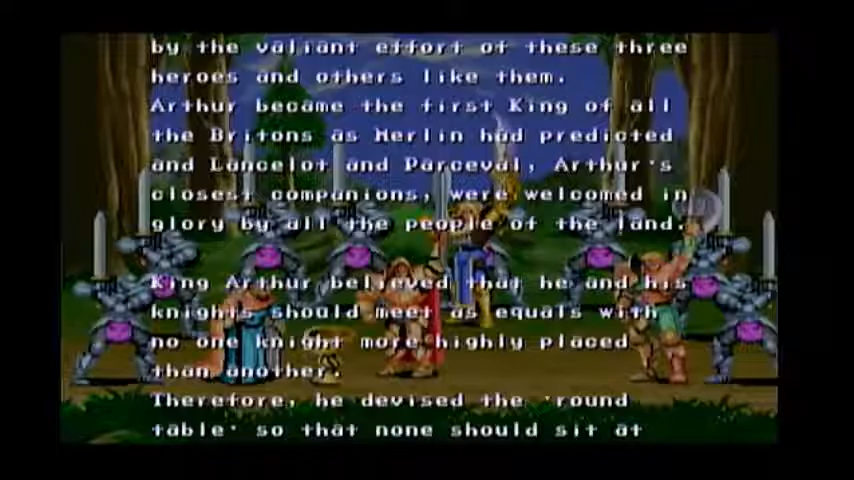 by the valiant effort of these three
heroes and others like them.
Arthur became the first King of all
the Britons as Merlin had predicted
and Lancelot and Parceval, Arthur's
closest companions, were welcomed in
glory by all the people of the land.
King Arthur believed that he and his
knights should meet as equals with
no one knight more highly placed
than another.
Therefore, he devised the 'round
table' so that none should sit at